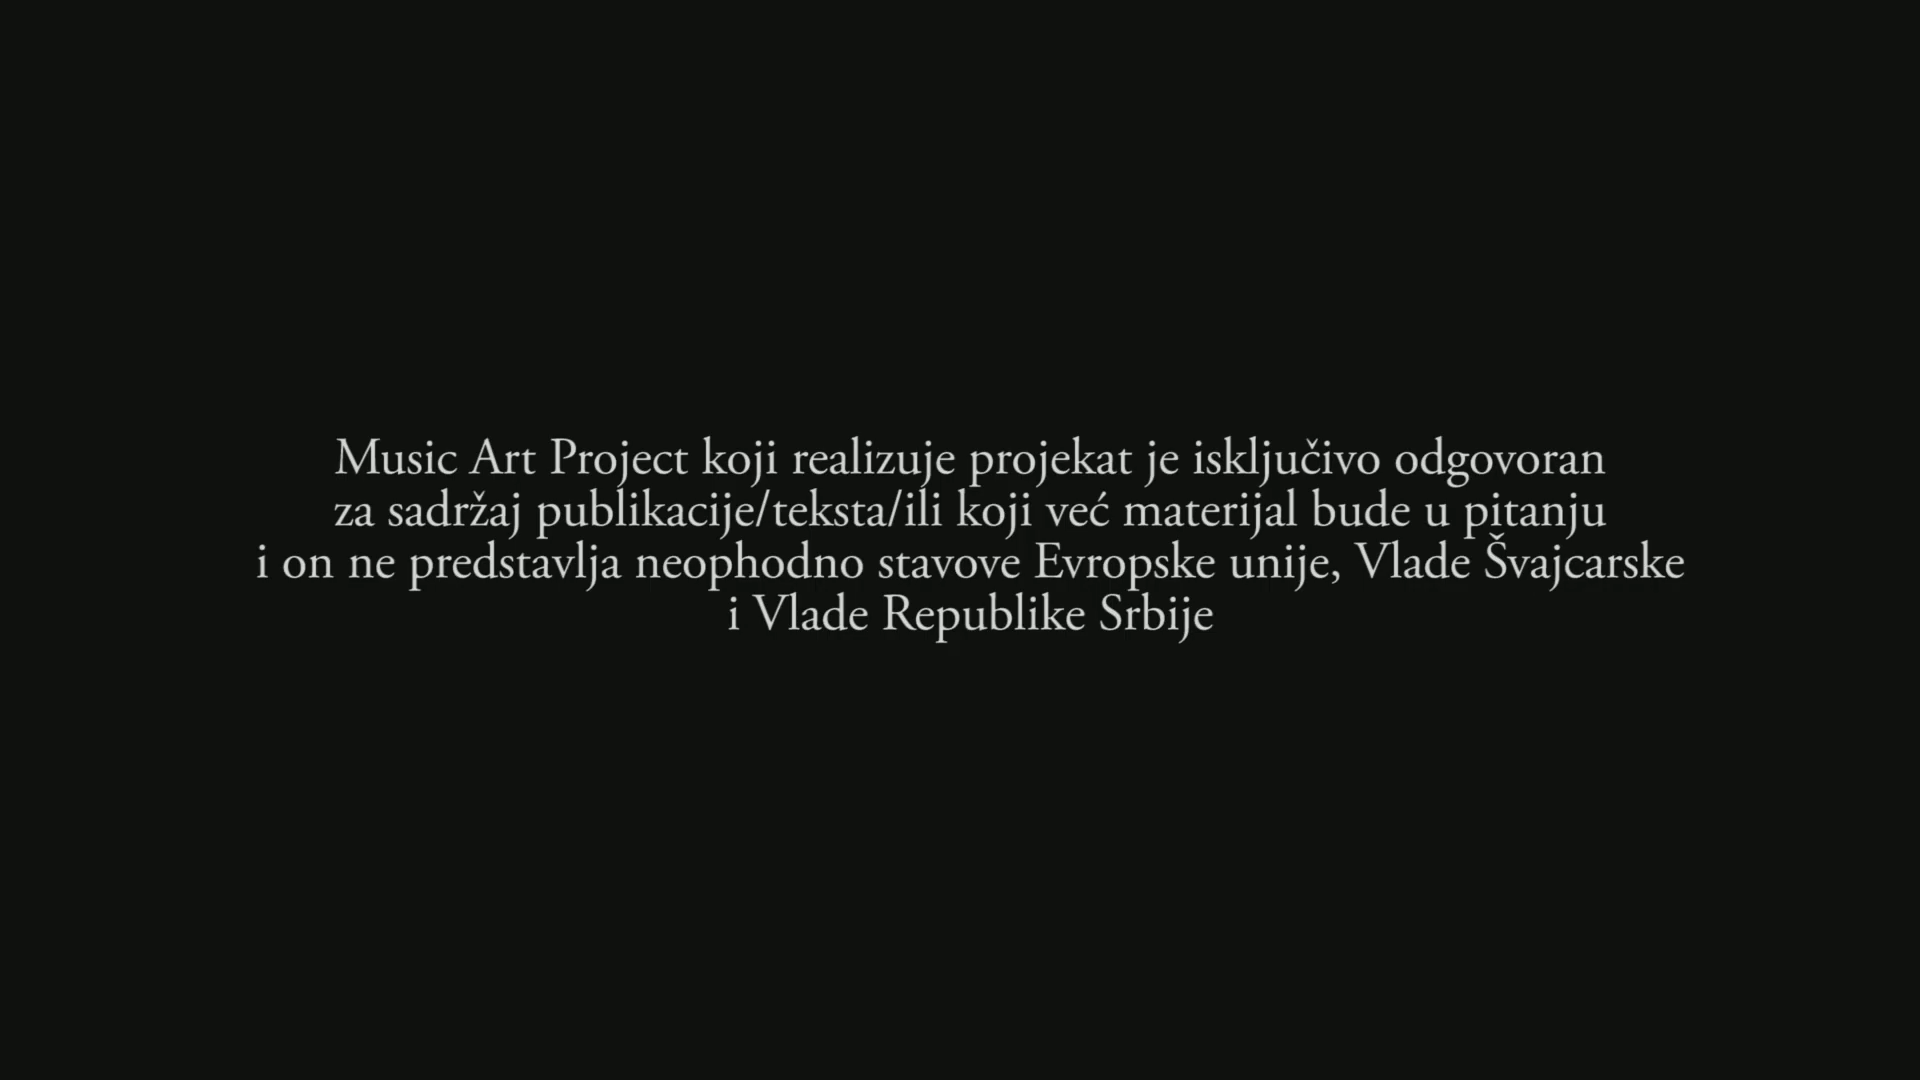 Music Art Project koji realizuje projekat je isključivo odgovoran
za sadržaj publikacije/teksta/ili koji već materijal bude u pitanju
i on ne predstavlja neophodno stavove Evropske unije, Vlade Švajcarske
i Vlade Republike Srbije